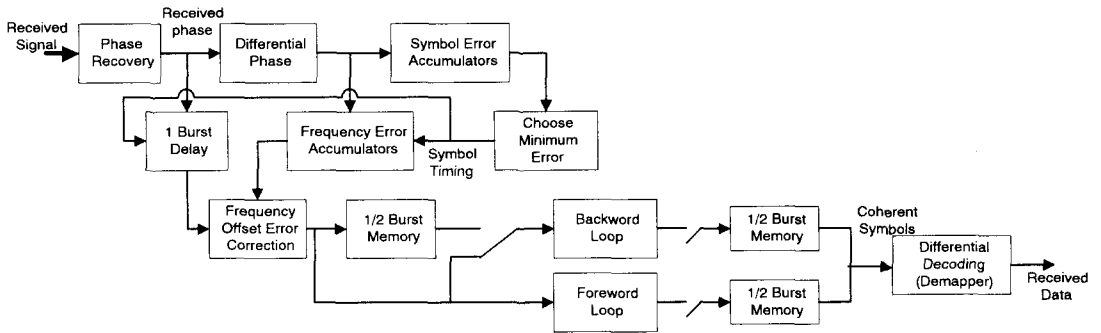 Received
Signal
Phase
Recovery
Received
phase
Differential
Phase
Symbol Error
Accumulators
1 Burst
Delay
Frequency Error
Accumulators
Symbol
Timing
Choose
Minimum
Error
Frequency
Offset Error
Correction
1/2 Burst
Memory
Backword
Loop
1/2 Burst
Memory
Coherent
Symbols
Differential
Decoding
(Demapper)
Received
Data
Foreword
Loop
1/2 Burst
Memory